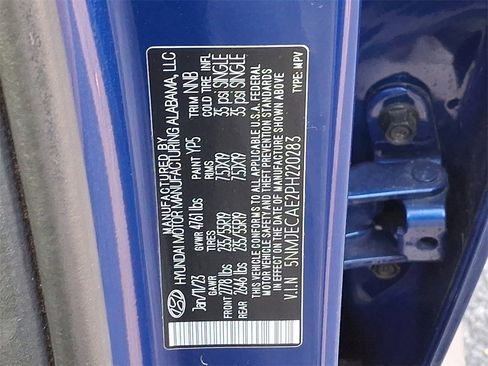 MANUFACTURED BY
HYUNDAI MOTOR MANUFACTURING ALABAMA, LLC
Jan/11/23 GVWR 4761 lbs PAINT YP5 TRIM NNB
GAWR TIRES RIMS COLD TIRE INFL
FRONT 2778 lbs 235/55R19 7.5JX19 35 psi SINGLE
REAR 2646 lbs 235/55R19 7.5JX19 35 psi SINGLE
THIS VEHICLE CONFORMS TO ALL APPLICABLE U.S.A. FEDERAL
MOTOR VEHICLE SAFETY AND THEFT PREVENTION STANDARDS
IN EFFECT ON THE DATE OF MANUFACTURE SHOWN ABOVE
V.I.N 5NMJECAE2PH220283 TYPE: MPV